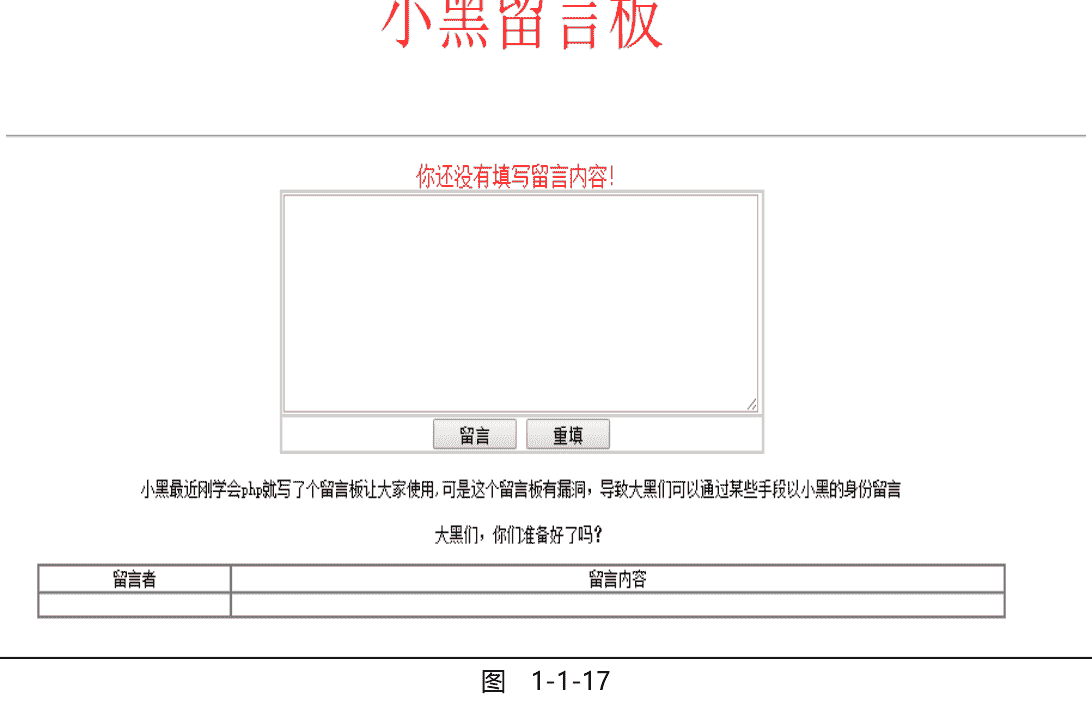 小黑留言板
你还没有填写留言内容!
留言 重填
小黑最近刚学会php就写了个留言板让大家使用,可是这个留言板有漏洞，导致大黑们可以通过某些手段以小黑的身份留言
大黑们，你们准备好了吗?
留言者 留言内容
图 1-1-17